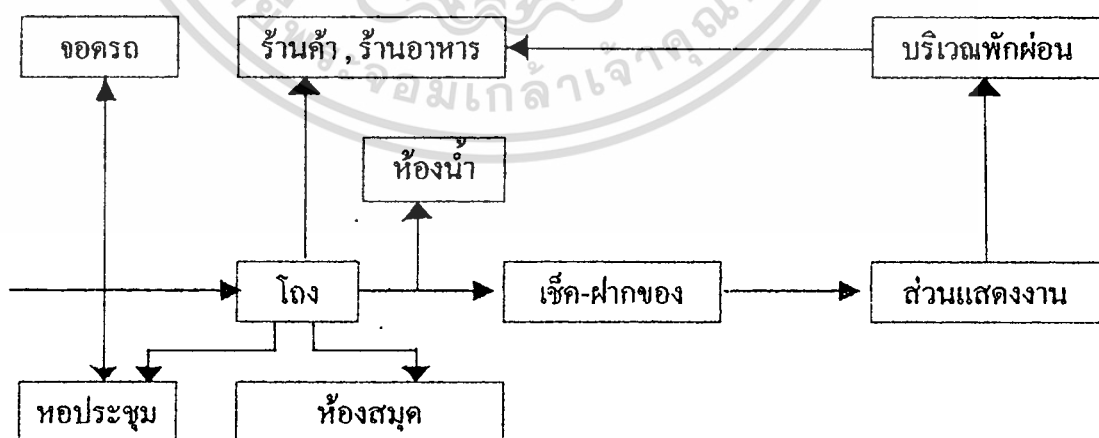 จอดรถ
ร้านค้า , ร้านอาหาร
บริเวณพักผ่อน
ห้องน้ำ
โถง
เช็ค-ฝากของ
ส่วนแสดงงาน
หอประชุม
ห้องสมุด